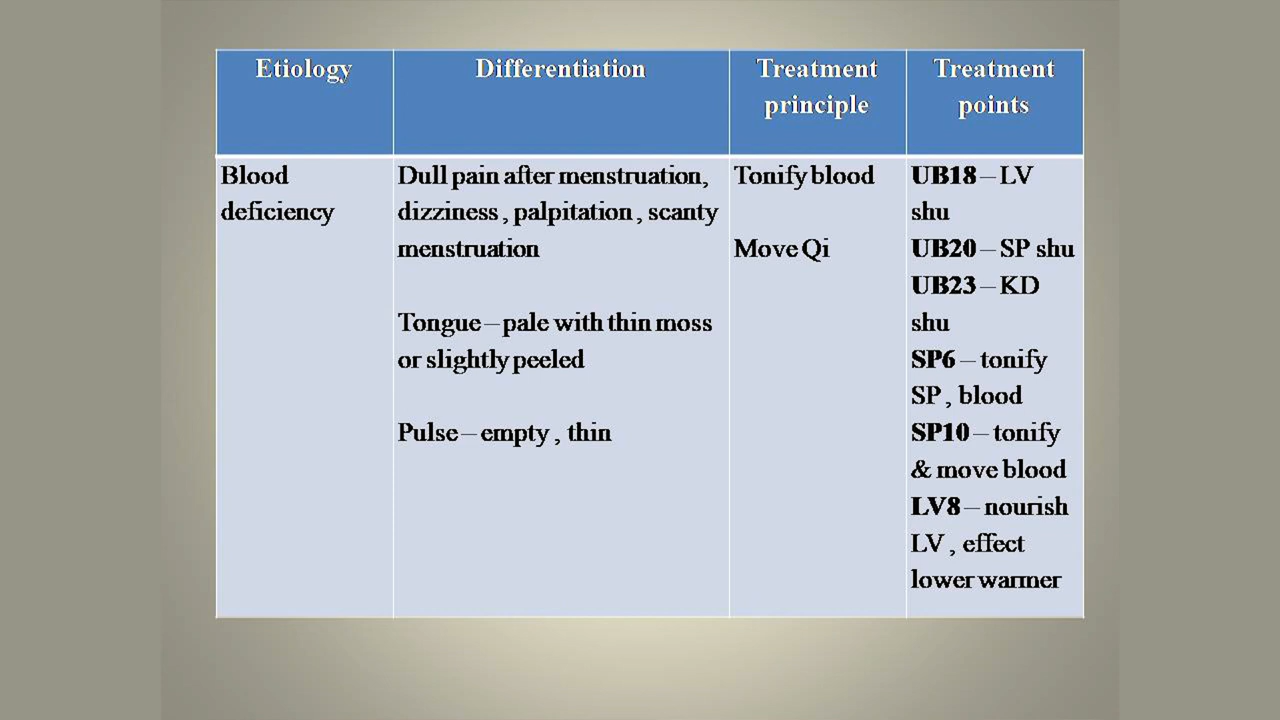 Etiology
Differentiation
Treatment
principle
Treatment
points
Blood
deficiency
Dull pain after menstruation,
dizziness , palpitation , scanty
menstruation
Tongue – pale with thin moss
or slightly peeled
Pulse – empty , thin
Tonify blood
Move Qi
UB18 – LV
shu
UB20 – SP shu
UB23 – KD
shu
SP6 – tonify
SP , blood
SP10 – tonify
& move blood
LV8 – nourish
LV , effect
lower warmer